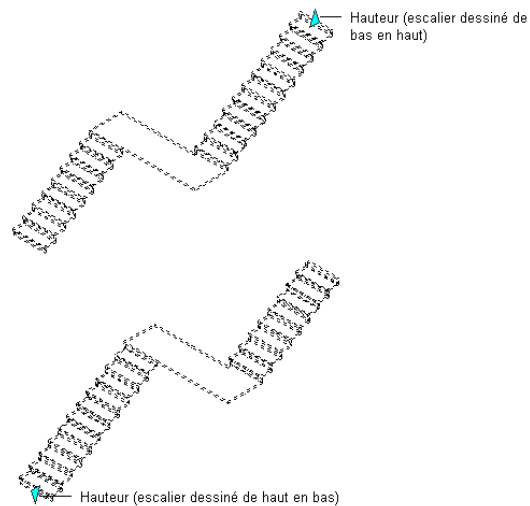 Hauteur (escalier dessiné de
bas en haut)
Hauteur (escalier dessiné de haut en bas)